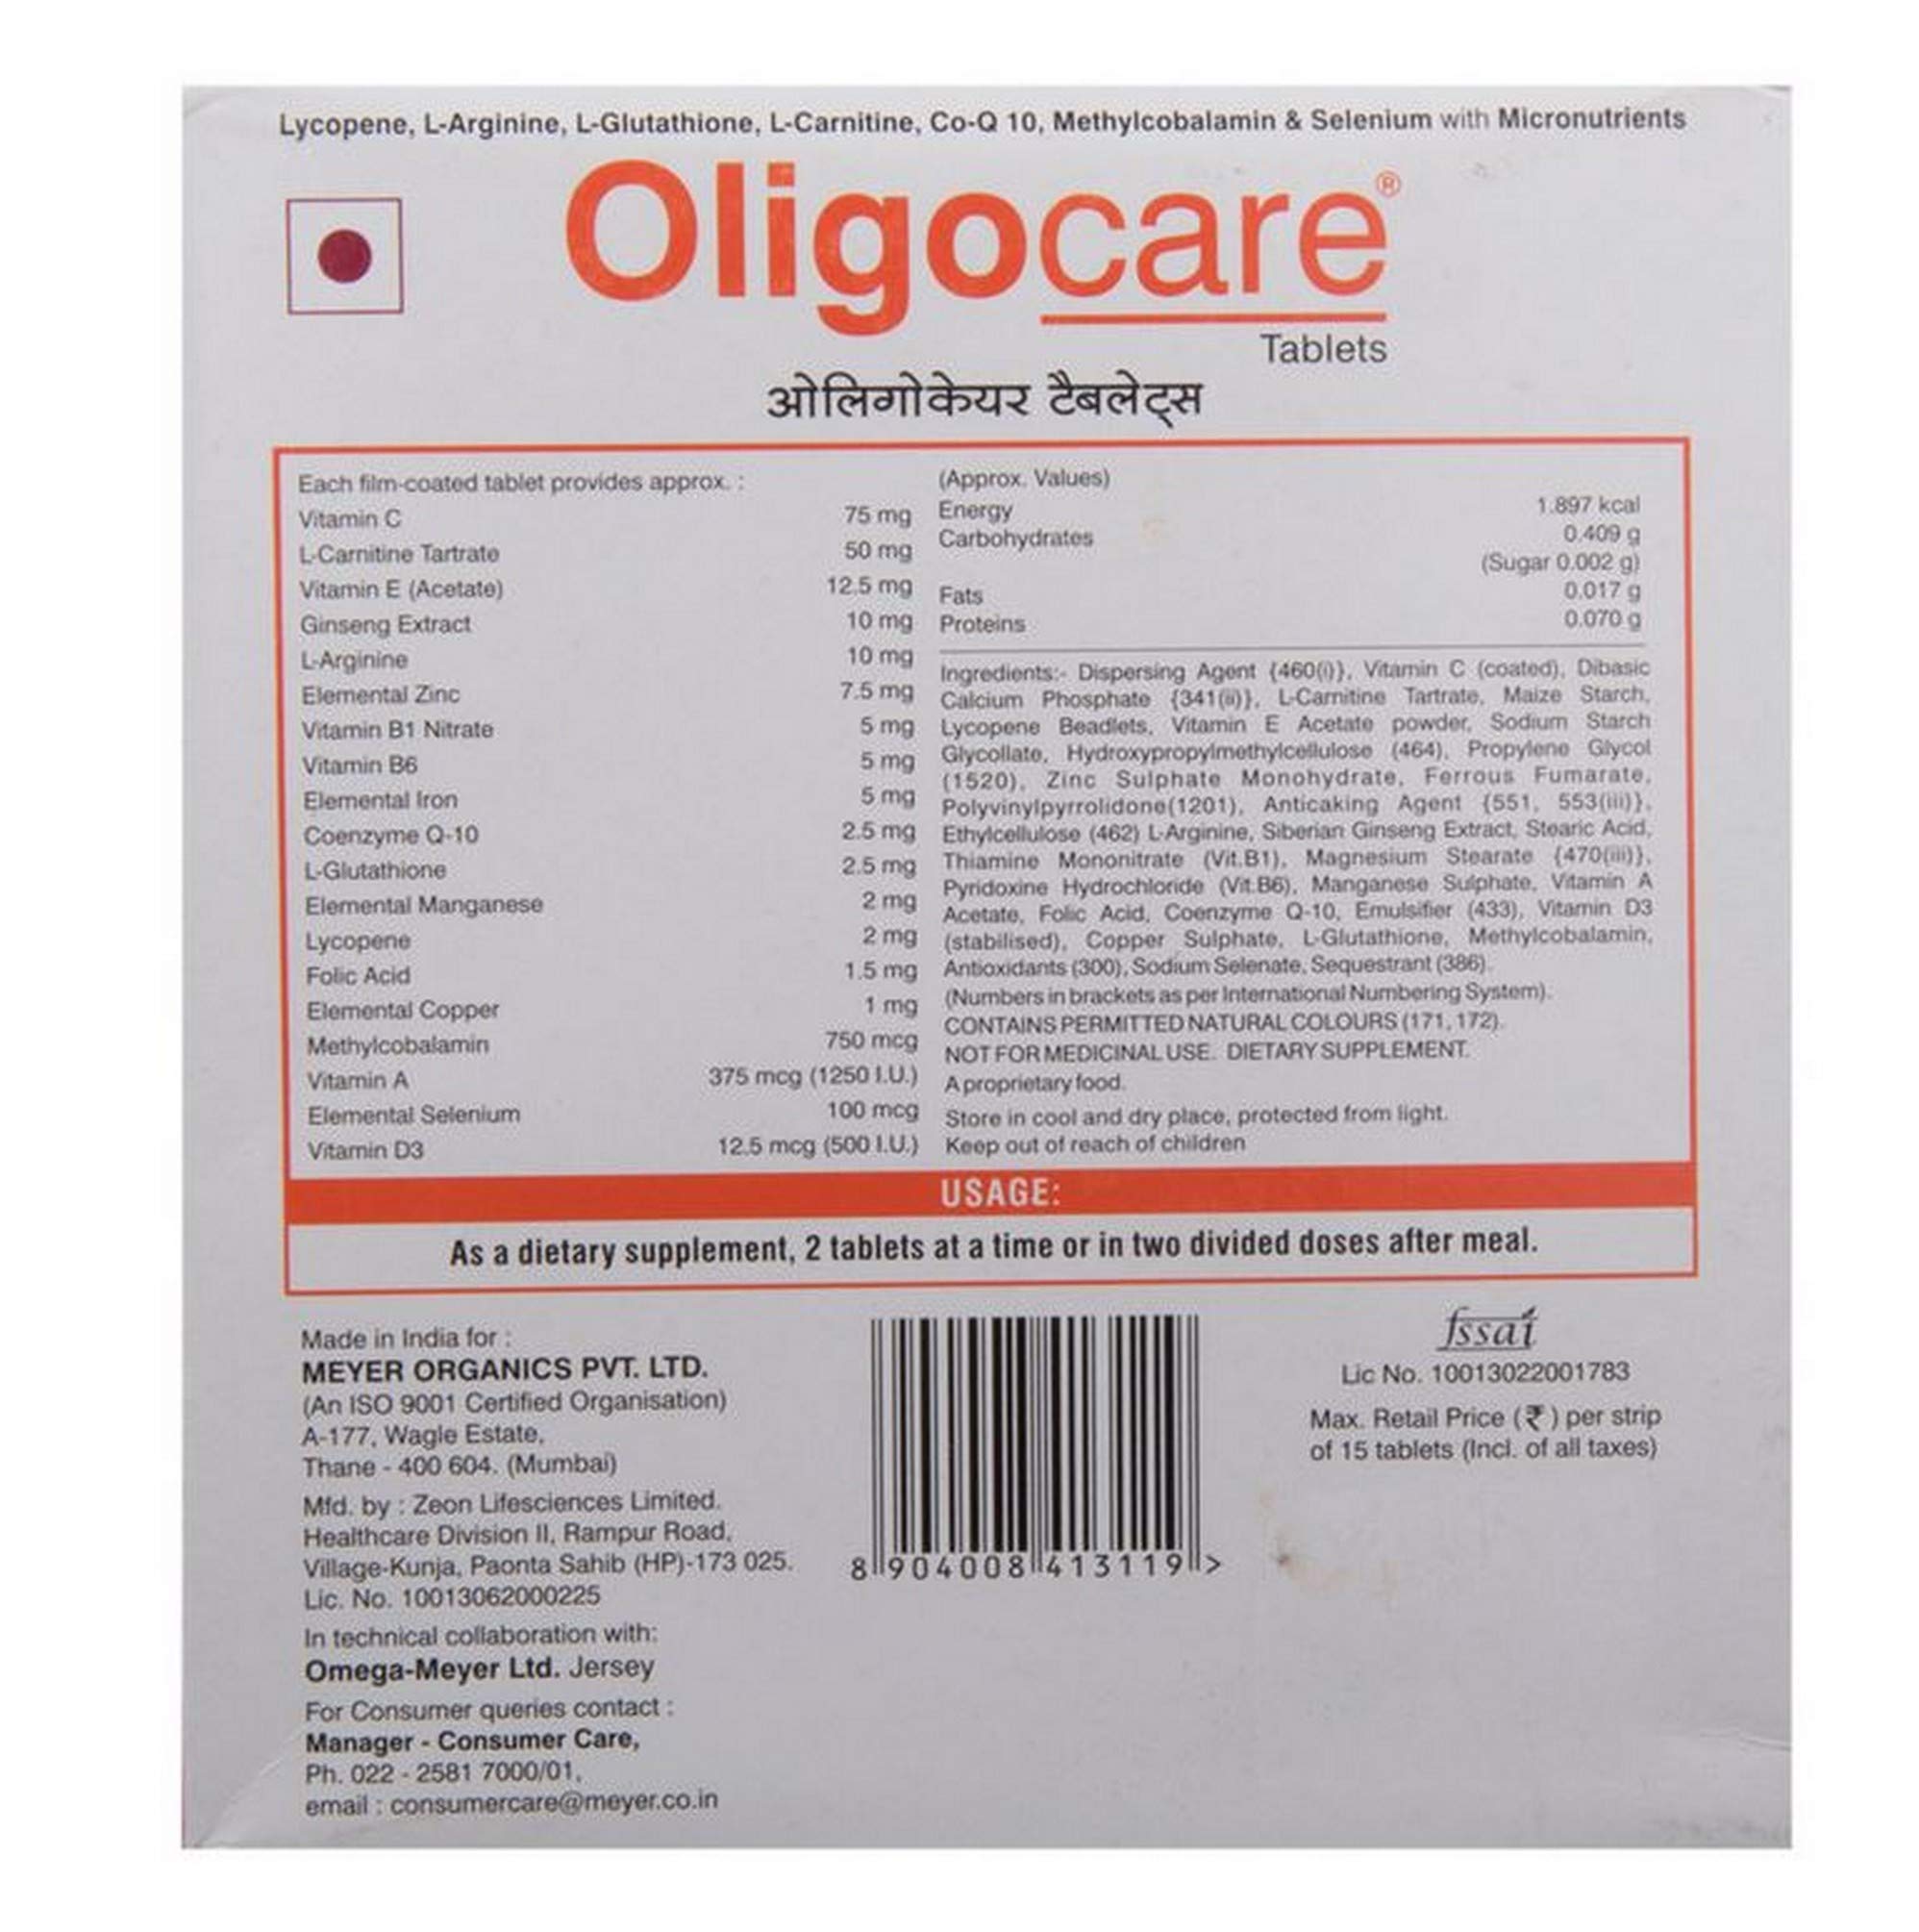 Lycopene, L-Arginine, L-Glutathione, L-Carnitine, Co-Q 10, Methylcobalamin & Selenium with Micronutrients
Oligocare®
Tablets
ओलिगोकेयर टैबलेट्स
Each film-coated tablet provides approx. :
Vitamin C 75 mg
L-Carnitine Tartrate 50 mg
Vitamin E (Acetate) 12.5 mg
Ginseng Extract 10 mg
L-Arginine 10 mg
Elemental Zinc 7.5 mg
Vitamin B1 Nitrate 5 mg
Vitamin B6 5 mg
Elemental Iron 5 mg
Coenzyme Q-10 2.5 mg
L-Glutathione 2.5 mg
Elemental Manganese 2 mg
Lycopene 2 mg
Folic Acid 1.5 mg
Elemental Copper 1 mg
Methylcobalamin 750 mcg
Vitamin A 375 mcg (1250 I.U.)
Elemental Selenium 100 mcg
Vitamin D3 12.5 mcg (500 I.U.)
(Approx. Values)
Energy 1.897 kcal
Carbohydrates 0.409 g
(Sugar 0.002 g)
Fats 0.017 g
Proteins 0.070 g
Ingredients:- Dispersing Agent {460(i)}, Vitamin C (coated), Dibasic
Calcium Phosphate {341(ii)}, L-Carnitine Tartrate, Maize Starch,
Lycopene Beadlets, Vitamin E Acetate powder, Sodium Starch
Glycollate, Hydroxypropylmethylcellulose (464), Propylene Glycol
(1520), Zinc Sulphate Monohydrate, Ferrous Fumarate,
Polyvinylpyrrolidone(1201), Anticaking Agent {551, 553(iii)},
Ethylcellulose (462) L-Arginine, Siberian Ginseng Extract, Stearic Acid,
Thiamine Mononitrate (Vit.B1), Magnesium Stearate {470(iii)},
Pyridoxine Hydrochloride (Vit.B6), Manganese Sulphate, Vitamin A
Acetate, Folic Acid, Coenzyme Q-10, Emulsifier (433), Vitamin D3
(stabilised), Copper Sulphate, L-Glutathione, Methylcobalamin,
Antioxidants (300), Sodium Selenate, Sequestrant (386).
(Numbers in brackets as per International Numbering System).
CONTAINS PERMITTED NATURAL COLOURS (171, 172).
NOT FOR MEDICINAL USE. DIETARY SUPPLEMENT.
A proprietary food.
Store in cool and dry place, protected from light.
Keep out of reach of children
USAGE:
As a dietary supplement, 2 tablets at a time or in two divided doses after meal.
Made in India for :
MEYER ORGANICS PVT. LTD.
(An ISO 9001 Certified Organisation)
A-177, Wagle Estate,
Thane - 400 604. (Mumbai)
Mfd. by : Zeon Lifesciences Limited.
Healthcare Division II, Rampur Road,
Village-Kunja, Paonta Sahib (HP)-173 025.
Lic. No. 10013062000225
In technical collaboration with:
Omega-Meyer Ltd. Jersey
For Consumer queries contact :
Manager - Consumer Care,
Ph. 022 - 2581 7000/01,
email : consumercare@meyer.co.in
8 904008 413119 >
fssai
Lic No. 10013022001783
Max. Retail Price (₹) per strip
of 15 tablets (Incl. of all taxes)